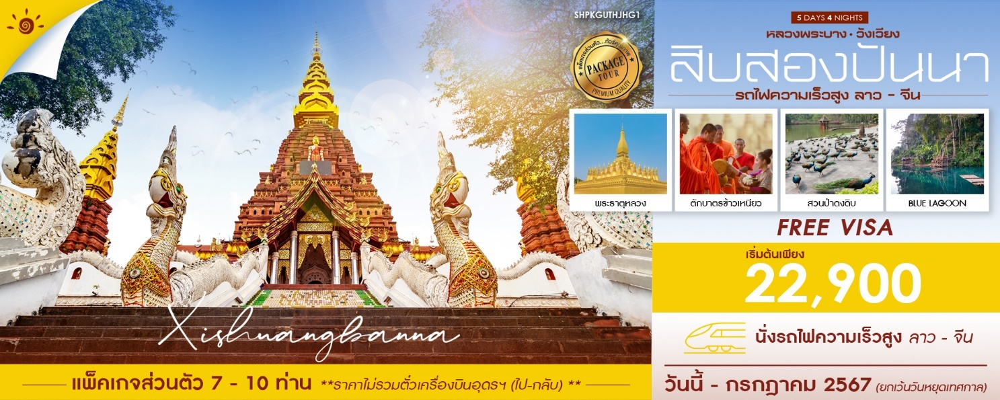 SHPKGUTHJHG1
แพ็คเกจส่วนตัว...ทัวร์คุณภาพ
PACKAGE
TOUR
PREMIUM QUALITY
5 DAYS 4 NIGHTS
หลวงพระบาง • วังเวียง
สิบสองปันนา
รถไฟความเร็วสูง ลาว - จีน
พระธาตุหลวง
ตักบาตรข้าวเหนียว
สวนป่าดงดิบ
BLUE LAGOON
FREE VISA
เริ่มต้นเพียง
22,900
นั่งรถไฟความเร็วสูง ลาว - จีน
วันนี้ - กรกฎาคม 2567 (ยกเว้นวันหยุดเทศกาล)
Xishuangbanna
แพ็คเกจส่วนตัว 7 - 10 ท่าน **ราคาไม่รวมตั๋วเครื่องบินอุดรฯ (ไป-กลับ) **